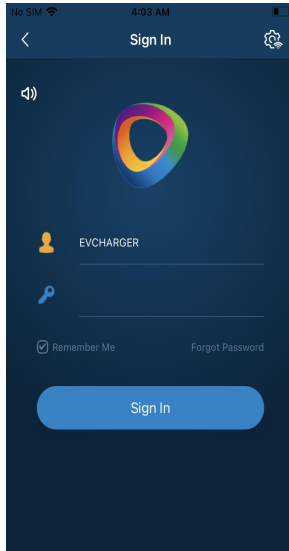 No SIM 4:03 AM
Sign In
EVCHARGER
Remember Me Forgot Password
Sign In